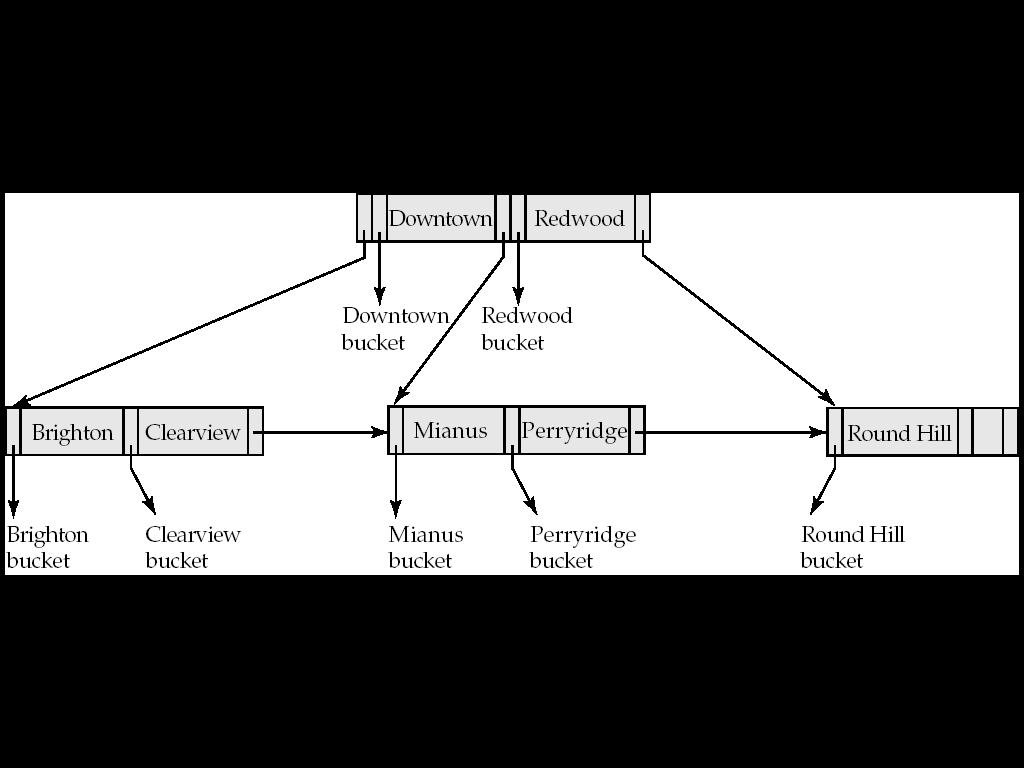 Downtown Redwood
Downtown Redwood
bucket bucket
Brighton Clearview Mianus Perryridge Round Hill
Brighton Clearview Mianus Perryridge Round Hill
bucket bucket bucket bucket bucket